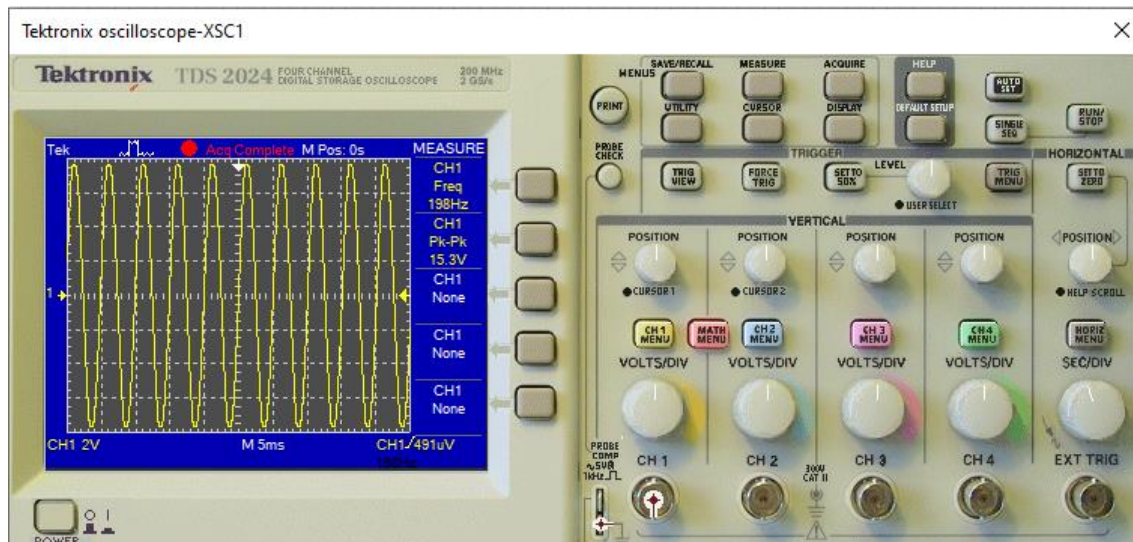 Tektronix oscilloscope-XSC1
Tektronix TDS 2024 FOUR CHANNEL DIGITAL STORAGE OSCILLOSCOPE 200 MHz 2 GS/s
Tek Acq Complete M Pos: 0s MEASURE
CH1
Freq
198Hz
CH1
Pk-Pk
15.3V
CH1
None
CH1
None
CH1
None
1
CH1 2V M 5ms CH1 491uV
POWER
MENUS
SAVE/RECALL MEASURE ACQUIRE HELP
AUTO SET
PRINT
UTILITY CURSOR DISPLAY DEFAULT SETUP
SINGLE SEQ
RUN/STOP
PROBE CHECK
TRIGGER
HORIZONTAL
TRIG VIEW
FORCE TRIG
SET TO 50%
LEVEL
TRIG MENU
SET TO ZERO
USER SELECT
VERTICAL
POSITION POSITION POSITION POSITION POSITION
CURSOR 1 CURSOR 2 HELP SCROLL
CH 1 MENU
MATH MENU
CH 2 MENU
CH 3 MENU
CH 4 MENU
HORIZ MENU
VOLTS/DIV VOLTS/DIV VOLTS/DIV VOLTS/DIV SEC/DIV
PROBE COMP
~5V@
1kHz
CH 1 CH 2 CH 3 CH 4 EXT TRIG
300V
CAT II